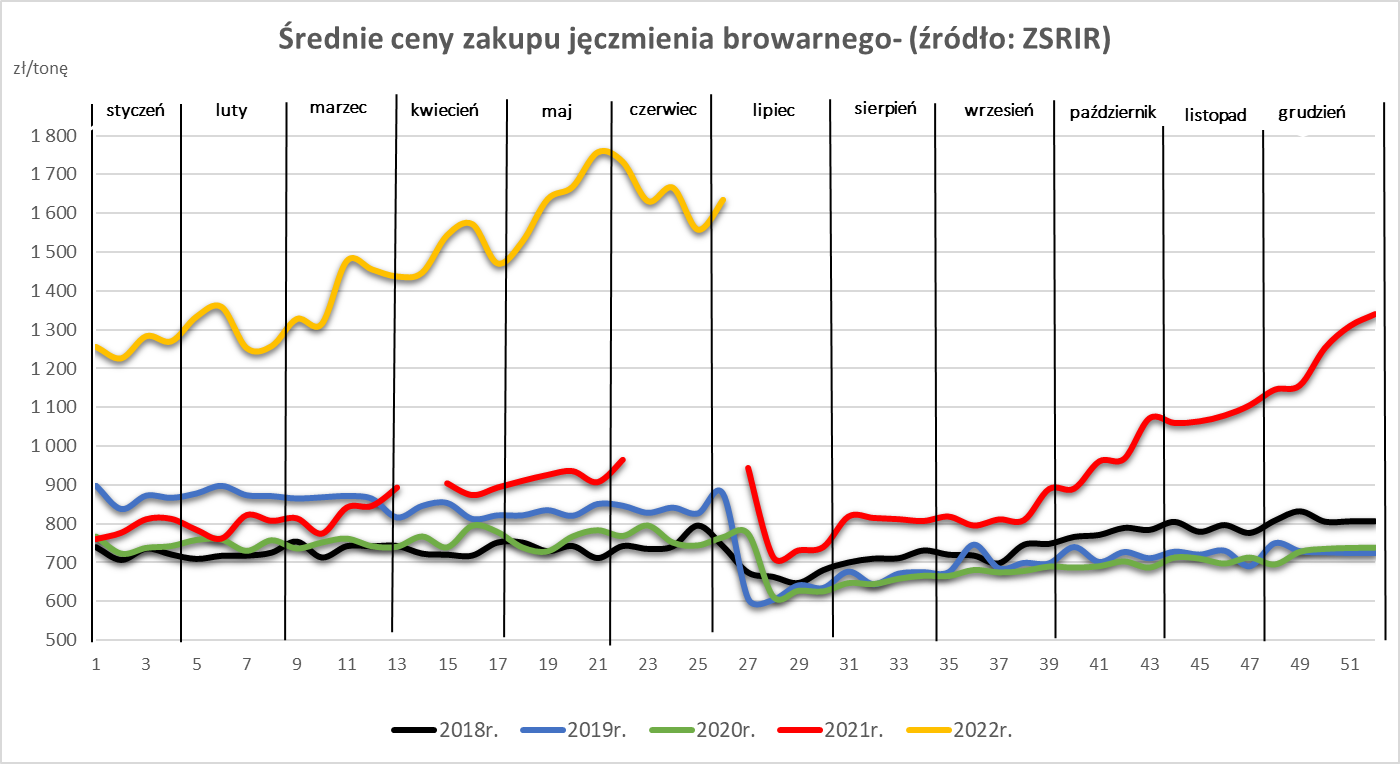 Średnie ceny zakupu jęczmienia browarnego- (źródło: ZSRIR)
zł/tonę
styczeń luty marzec kwiecień maj czerwiec lipiec sierpień wrzesień październik listopad grudzień
1 800
1 700
1 600
1 500
1 400
1 300
1 200
1 100
1 000
900
800
700
600
500
1 3 5 7 9 11 13 15 17 19 21 23 25 27 29 31 33 35 37 39 41 43 45 47 49 51
2018r. 2019r. 2020r. 2021r. 2022r.